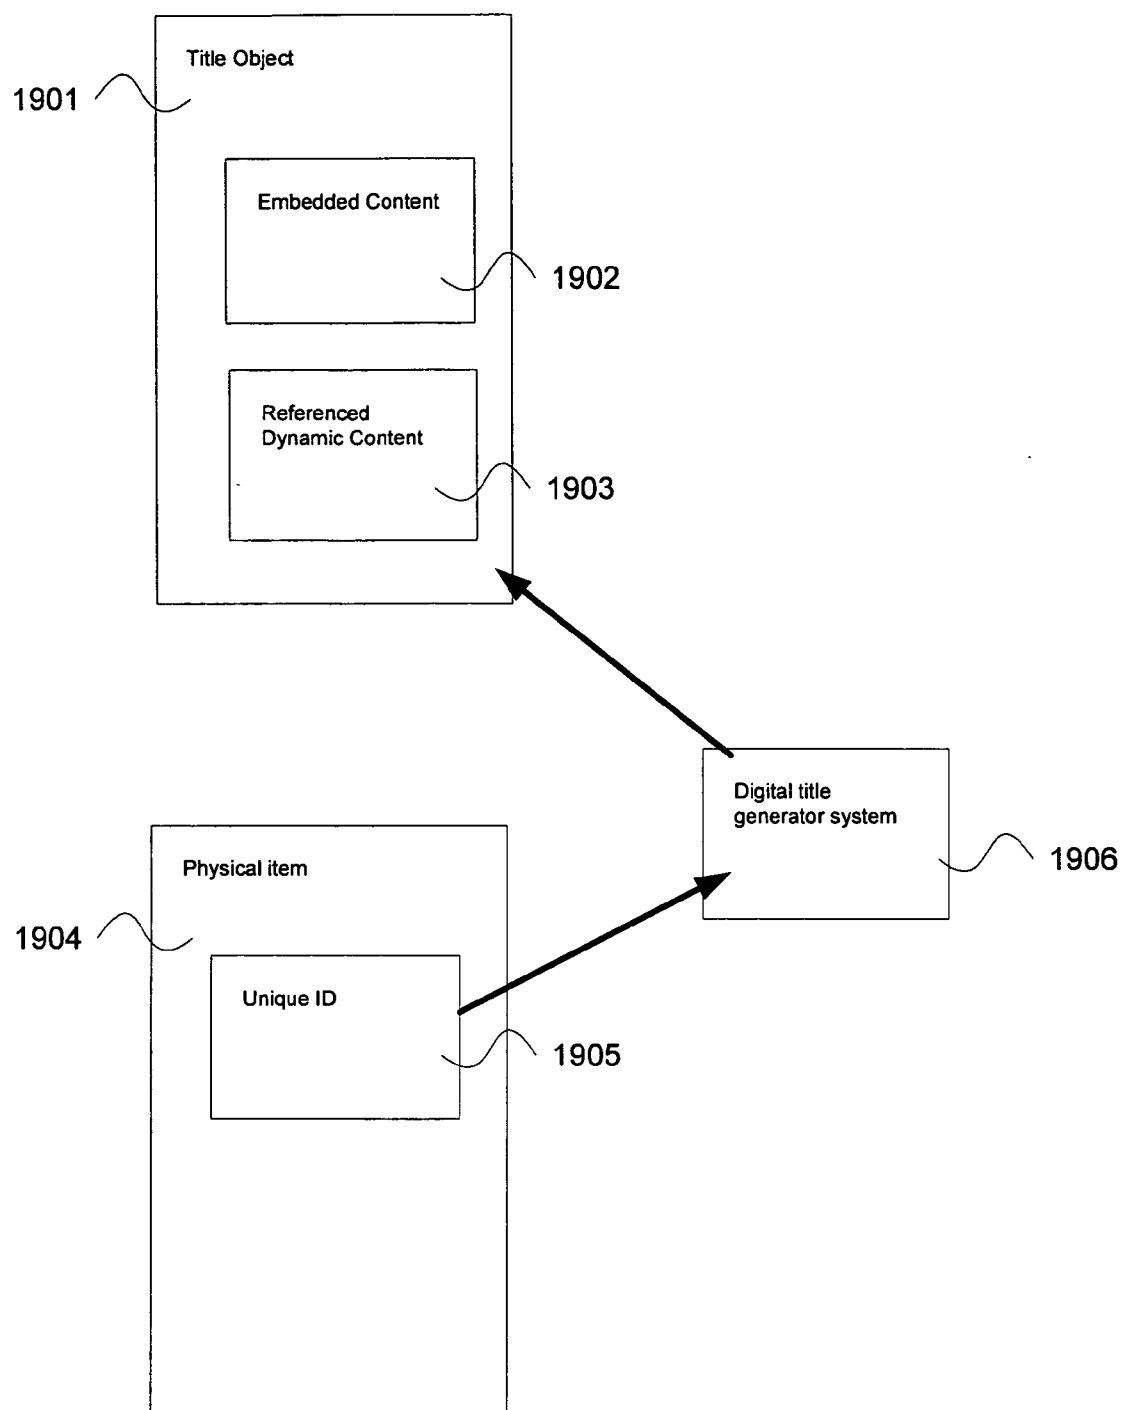 Title Object
1901
Embedded Content
1902
Referenced
Dynamic Content
1903
Digital title
generator system
1906
Physical item
1904
Unique ID
1905